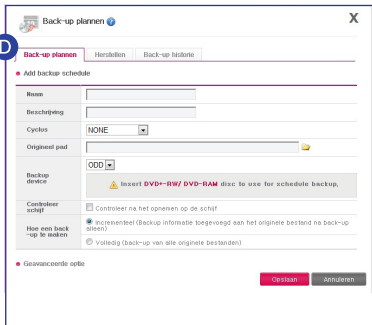 Back-up plannen
X
D
Back-up plannen Herstellen Back-up historie
Add backup schedule
Naam
Beschrijving
Cyclus NONE
Origineel pad
Backup device ODD
Insert DVD+-RW/ DVD-RAM disc to use for schedule backup,
Controleer schijf Controleer na het opnemen op de schijf
Hoe een back -up te maken
Incrementeel (Backup informatie toegevoegd aan het originele bestand na back-up alleen)
Volledig (back-up van alle originele bestanden)
Geavanceerde optie
Opslaan Annuleren